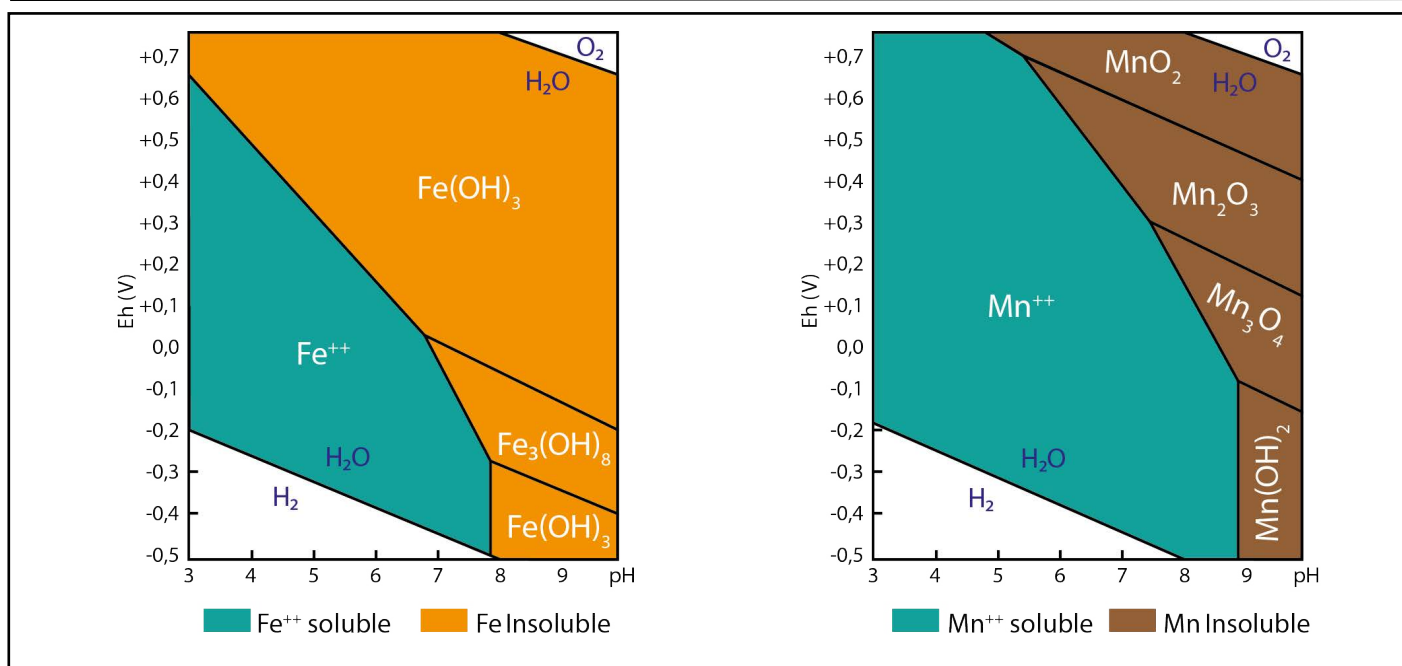 Eh (V)
+0,7
+0,6
+0,5
+0,4
+0,3
+0,2
+0,1
0,0
-0,1
-0,2
-0,3
-0,4
-0,5
O₂
H₂O
Fe(OH)₃
Fe⁺⁺
Fe₃(OH)₈
H₂O
H₂
Fe(OH)₃
3 4 5 6 7 8 9 pH
Fe⁺⁺ soluble Fe Insoluble
Eh (V)
+0,7
+0,6
+0,5
+0,4
+0,3
+0,2
+0,1
0,0
-0,1
-0,2
-0,3
-0,4
-0,5
O₂
MnO₂
H₂O
Mn₂O₃
Mn⁺⁺
Mn₃O₄
H₂O
H₂
Mn(OH)₂
3 4 5 6 7 8 9 pH
Mn⁺⁺ soluble Mn Insoluble